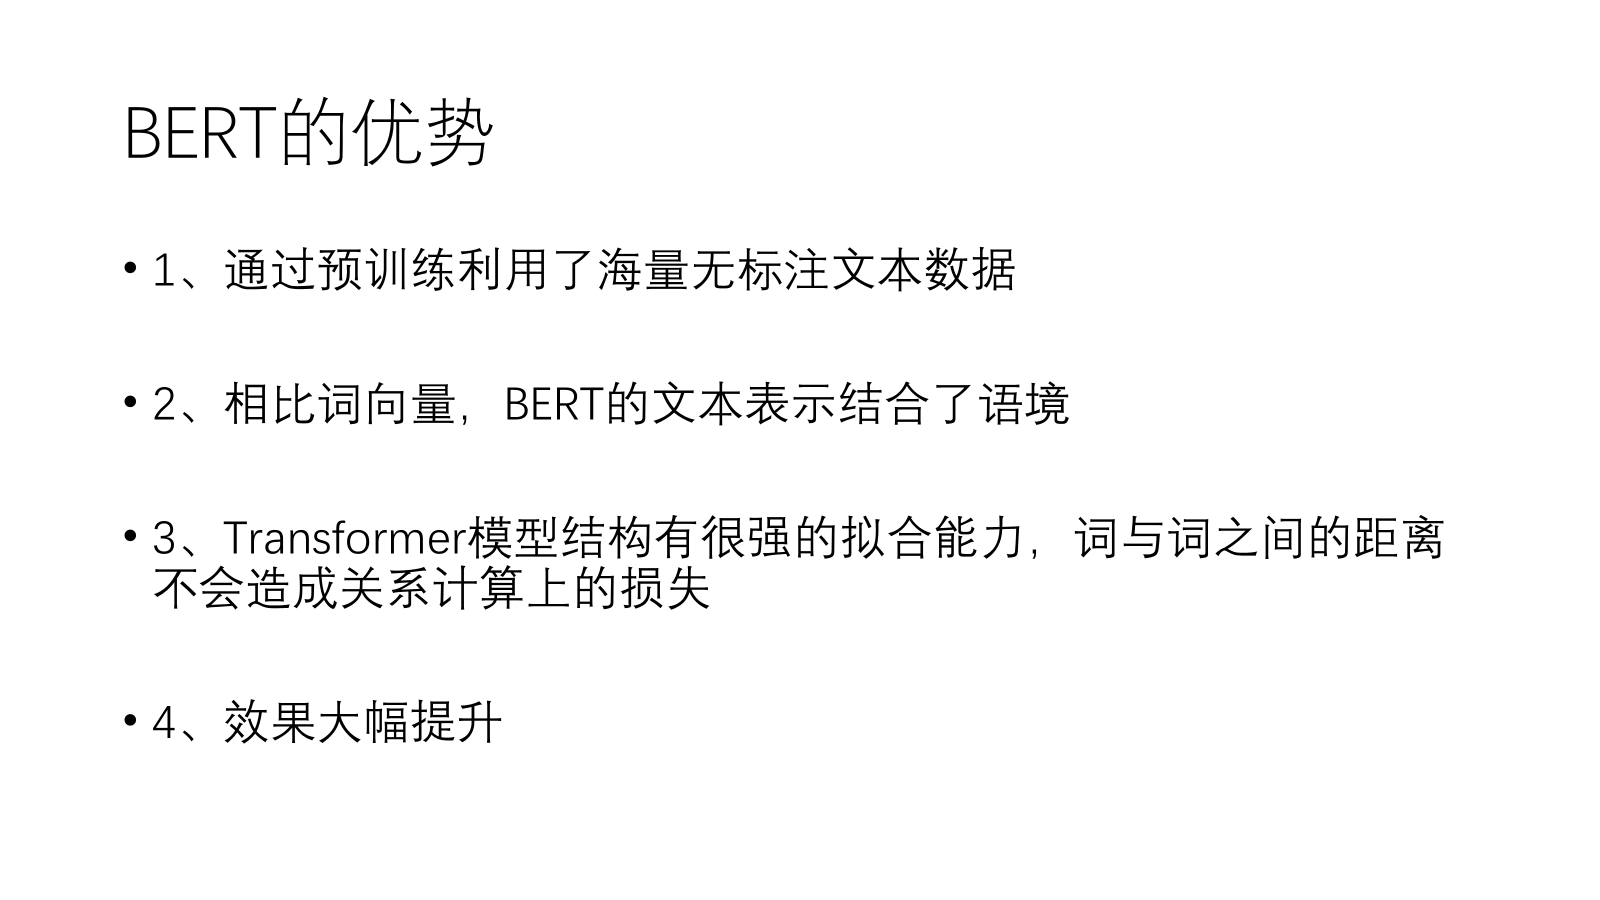 BERT的优势
• 1、通过预训练利用了海量无标注文本数据
• 2、相比词向量，BERT的文本表示结合了语境
• 3、Transformer模型结构有很强的拟合能力，词与词之间的距离
不会造成关系计算上的损失
• 4、效果大幅提升